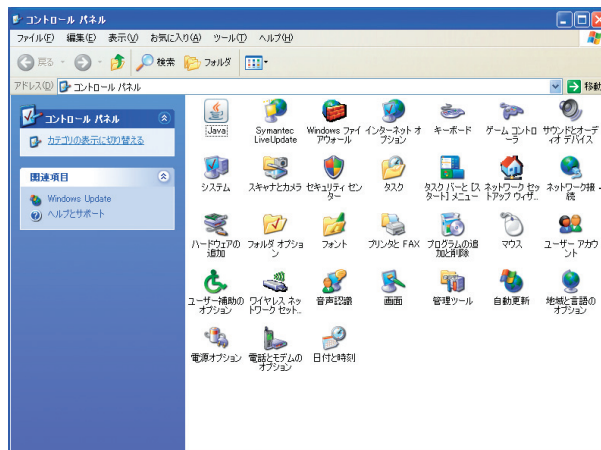 コントロール パネル
ファイル(F) 編集(E) 表示(V) お気に入り(A) ツール(T) ヘルプ(H)
戻る 検索 フォルダ
アドレス(D) コントロール パネル 移動
コントロール パネル
カテゴリの表示に切り替える
関連項目
Windows Update
ヘルプとサポート
Java
Symantec
LiveUpdate
Windows ファイ
アウォール
インターネット オ
プション
キーボード
ゲーム コントロ
ーラ
サウンドとオーデ
ィオ デバイス
システム
スキャナとカメラ
セキュリティ セン
ター
タスク
タスク バーと [ス
タート] メニュー
ネットワーク セッ
トアップ ウィザ...
ネットワーク接
続
ハードウェアの
追加
フォルダ オプショ
ン
フォント
プリンタと FAX
プログラムの追
加と削除
マウス
ユーザー アカウ
ント
ユーザー補助の
オプション
ワイヤレス ネッ
トワーク セット...
音声認識
画面
管理ツール
自動更新
地域と言語の
オプション
電源オプション
電話とモデムの
オプション
日付と時刻